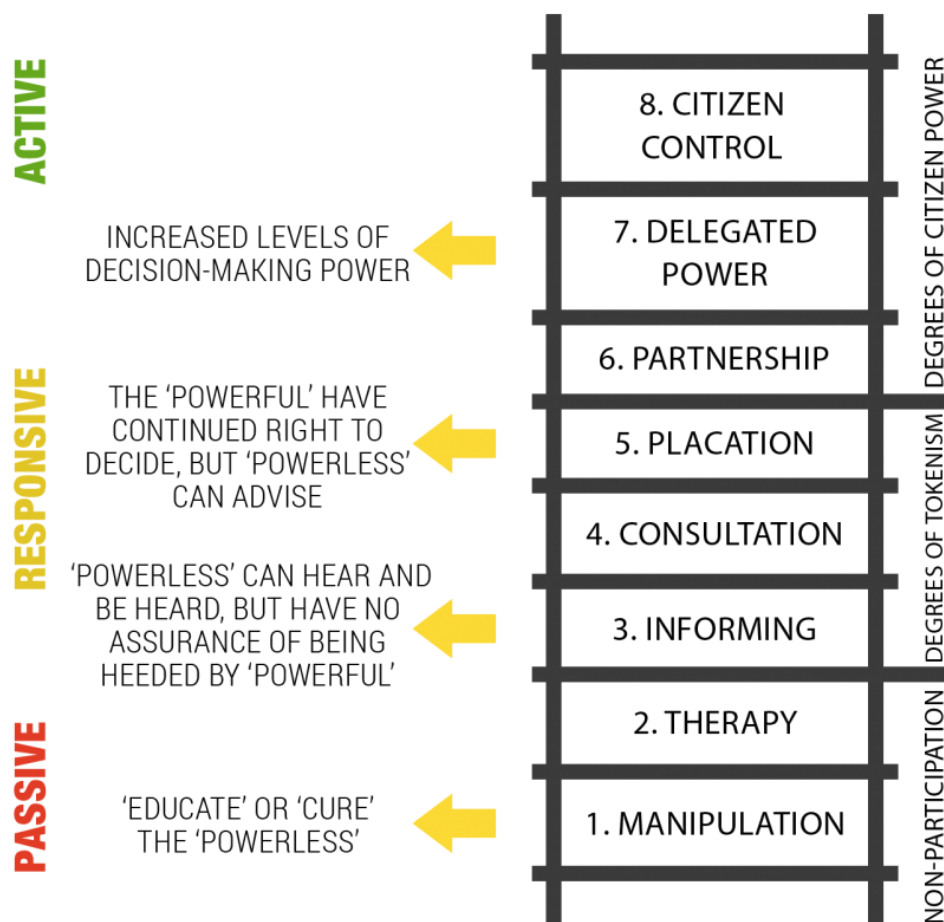 ACTIVE
8. CITIZEN
CONTROL
DEGREES OF CITIZEN POWER
INCREASED LEVELS OF
DECISION-MAKING POWER
7. DELEGATED
POWER
6. PARTNERSHIP
RESPONSIVE
THE ‘POWERFUL’ HAVE
CONTINUED RIGHT TO
DECIDE, BUT ‘POWERLESS’
CAN ADVISE
5. PLACATION
DEGREES OF TOKENISM
4. CONSULTATION
‘POWERLESS’ CAN HEAR AND
BE HEARD, BUT HAVE NO
ASSURANCE OF BEING
HEEDED BY ‘POWERFUL’
3. INFORMING
PASSIVE
2. THERAPY
NON-PARTICIPATION
‘EDUCATE’ OR ‘CURE’
THE ‘POWERLESS’
1. MANIPULATION